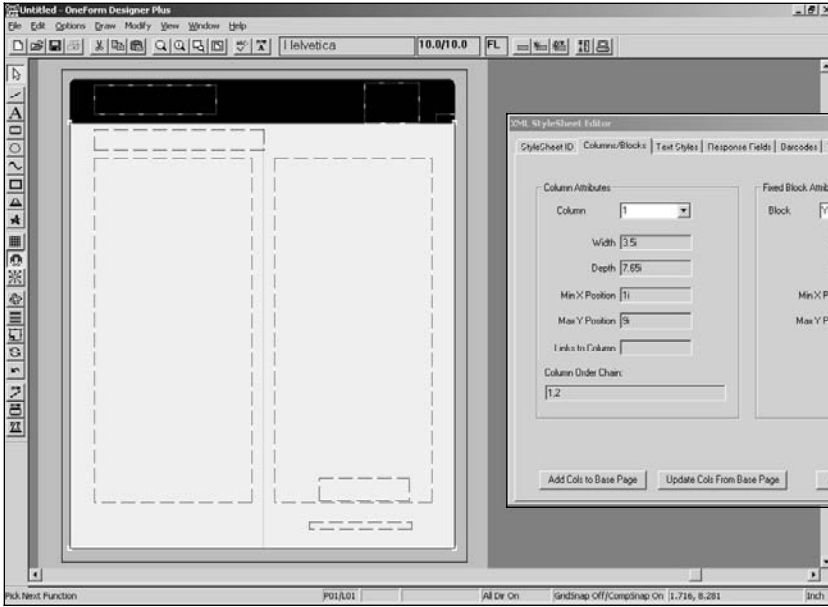 Untitled - OneForm Designer Plus
File Edit Options Draw Modify View Window Help
Helvetica 10.0/10.0 FL
XML StyleSheet Editor
StyleSheet ID Columns/Blocks Text Styles Response Fields Barcodes
Column Attributes
Fixed Block
Column 1
Block
Width 3.5i
Depth 7.65i
Min X Position 1i
Min X
Max Y Position 9i
Max Y
Links to Column
Column Order Chain:
1,2
Add Cols to Base Page Update Cols From Base Page
Pick Next Function P01/L01 All Dir On GridSnap Off/CompSnap On 1.716, 8.281 Inch